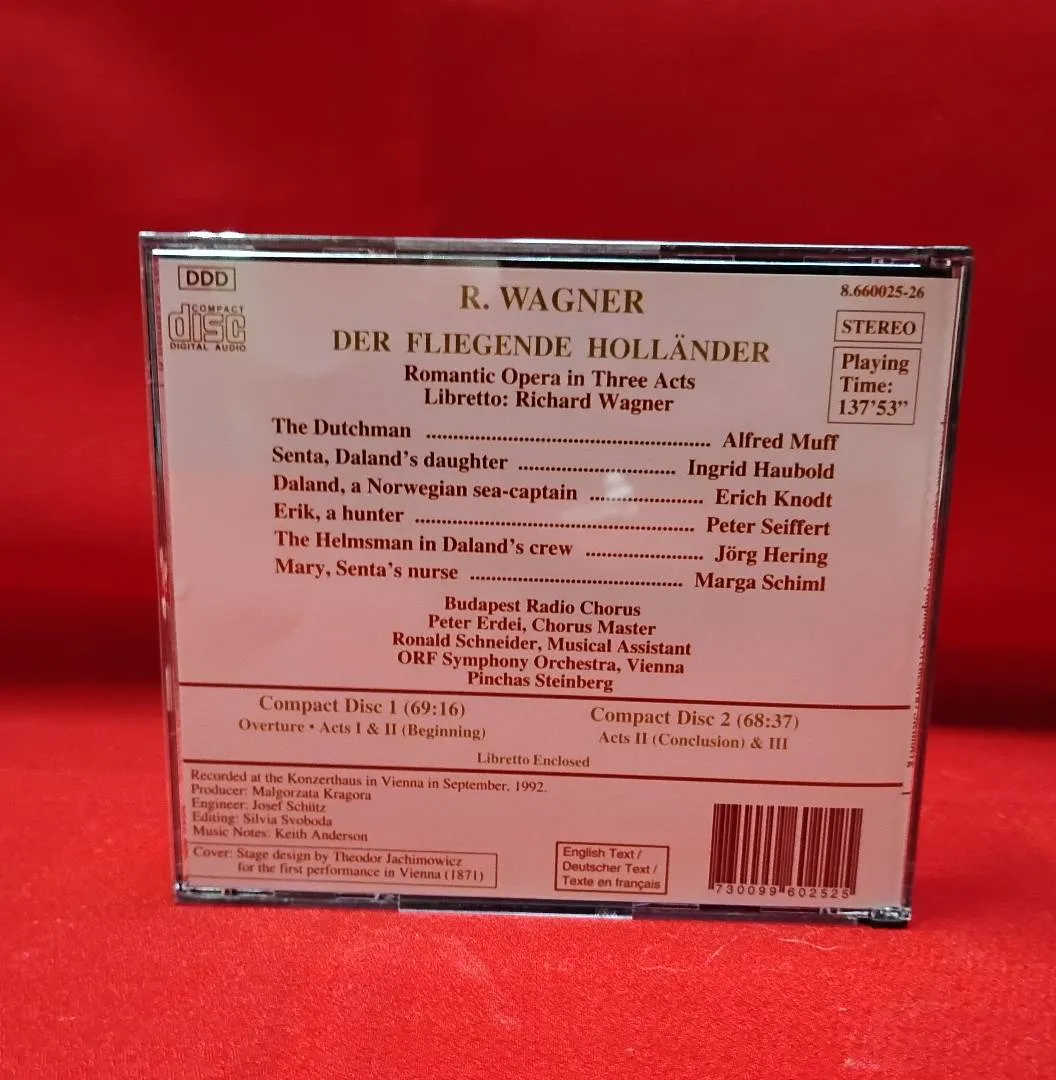 DDD
COMPACT
disc
DIGITAL AUDIO
R. WAGNER
8.660025-26
STEREO
DER FLIEGENDE HOLLÄNDER
Playing
Time:
137'53"
Romantic Opera in Three Acts
Libretto: Richard Wagner
The Dutchman ........ Alfred Muff
Senta, Daland's daughter ........ Ingrid Haubold
Daland, a Norwegian sea-captain ........ Erich Knodt
Erik, a hunter ........ Peter Seiffert
The Helmsman in Daland's crew ........ Jörg Hering
Mary, Senta's nurse ........ Marga Schiml
Budapest Radio Chorus
Peter Erdei, Chorus Master
Ronald Schneider, Musical Assistant
ORF Symphony Orchestra, Vienna
Pinchas Steinberg
Compact Disc 1 (69:16)
Overture • Acts I & II (Beginning)
Compact Disc 2 (68:37)
Acts II (Conclusion) & III
Libretto Enclosed
Recorded at the Konzerthaus in Vienna in September, 1992.
Producer: Malgorzata Kragora
Engineer: Josef Schütz
Editing: Silvia Svoboda
Music Notes: Keith Anderson
Cover: Stage design by Theodor Jachimowicz
for the first performance in Vienna (1871)
English Text /
Deutscher Text /
Texte en français
730099 602525